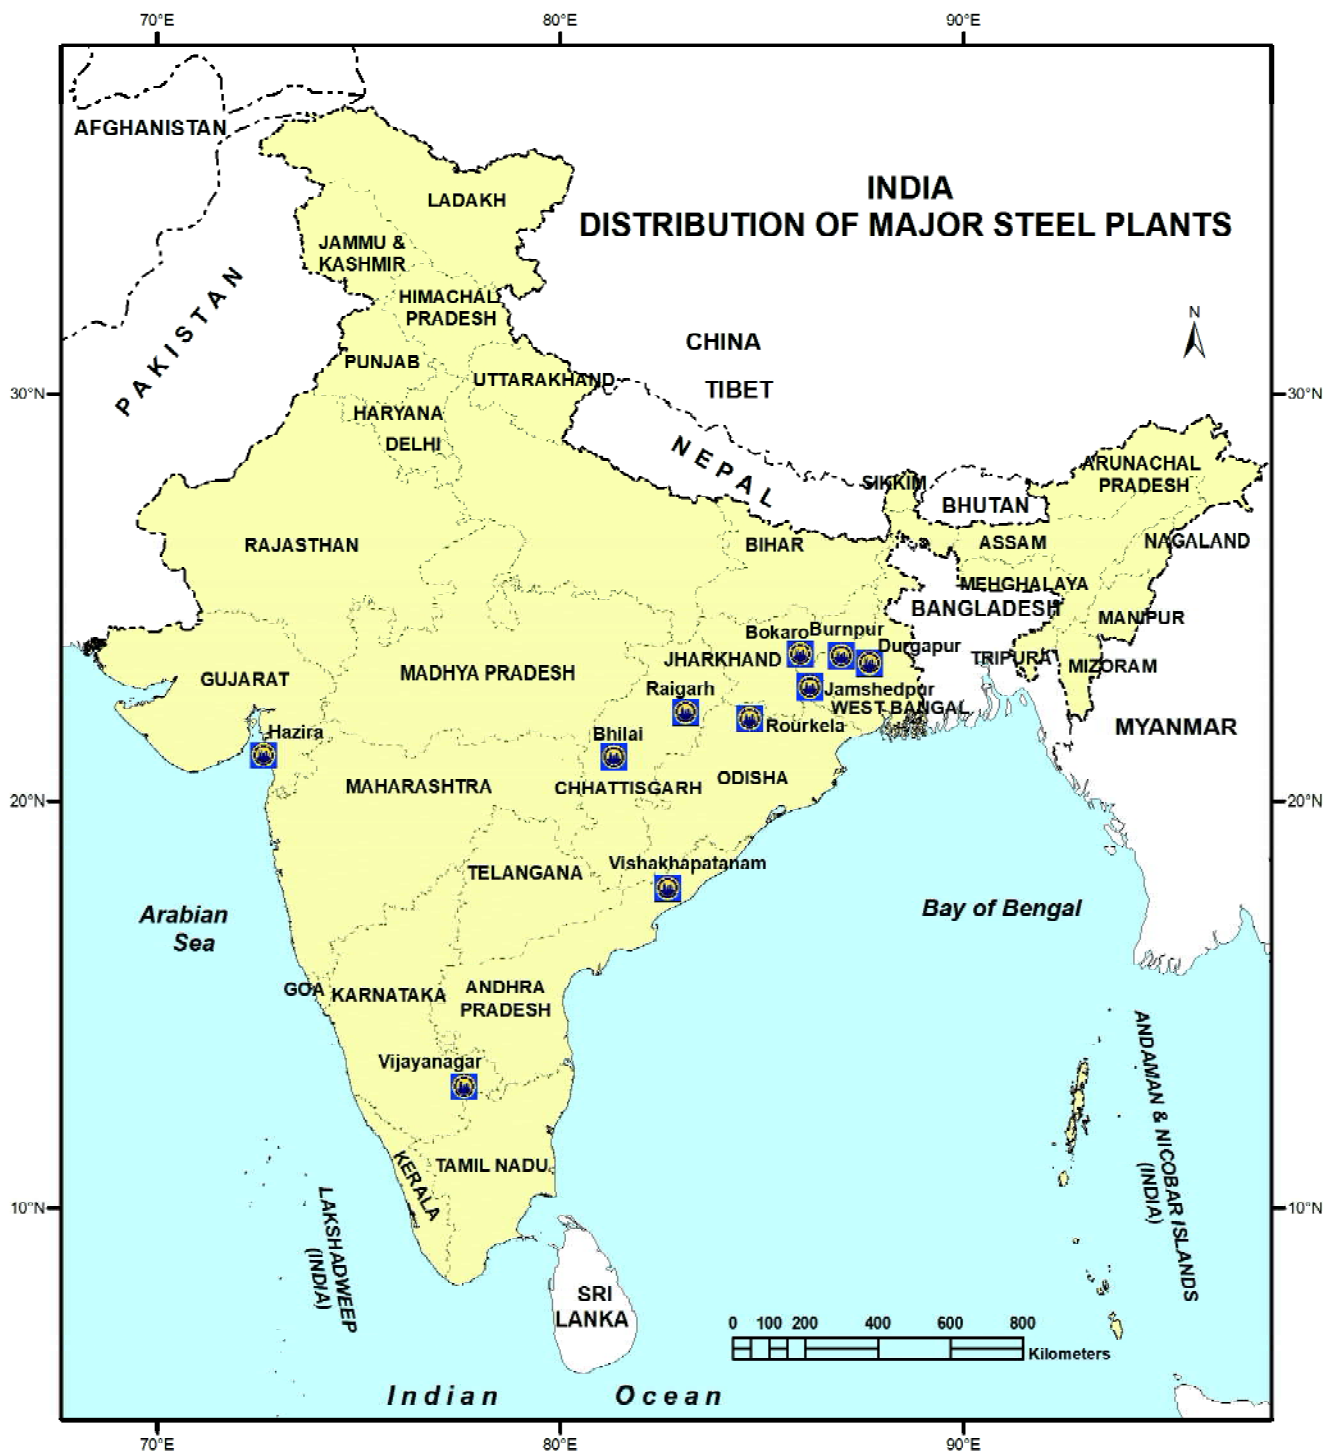 70°E
80°E
90°E
AFGHANISTAN
LADAKH
INDIA
DISTRIBUTION OF MAJOR STEEL PLANTS
JAMMU &
KASHMIR
PAKISTAN
HIMACHAL
PRADESH
N
CHINA
TIBET
PUNJAB
UTTARAKHAND
30°N
30°N
HARYANA
DELHI
NEPAL
SIKKIM
BHUTAN
ARUNACHAL
PRADESH
RAJASTHAN
BIHAR
ASSAM
NAGALAND
MEHGHALAYA
BANGLADESH
MANIPUR
Bokaro
Burnpur
Durgapur
JHARKHAND
TRIPURA
MIZORAM
GUJARAT
MADHYA PRADESH
Raigarh
Jamshedpur
WEST BANGAL
Rourkela
MYANMAR
Hazira
Bhilai
MAHARASHTRA
CHHATTISGARH
ODISHA
20°N
20°N
TELANGANA
Vishakhapatanam
Arabian
Sea
Bay of Bengal
GOA
KARNATAKA
ANDHRA
PRADESH
Vijayanagar
ANDAMAN & NICOBAR ISLANDS
(INDIA)
KERALA
TAMIL NADU
10°N
10°N
LAKSHADWEEP
(INDIA)
SRI
LANKA
0 100 200 400 600 800
Kilometers
Indian Ocean
70°E
80°E
90°E